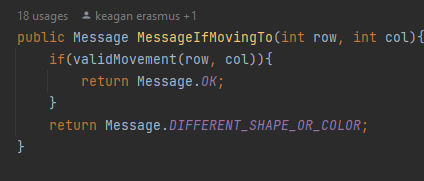 18 usages keagan erasmus +1
public Message MessageIfMovingTo(int row, int col){
if(validMovement(row, col)){
return Message.OK;
}
return Message.DIFFERENT_SHAPE_OR_COLOR;
}